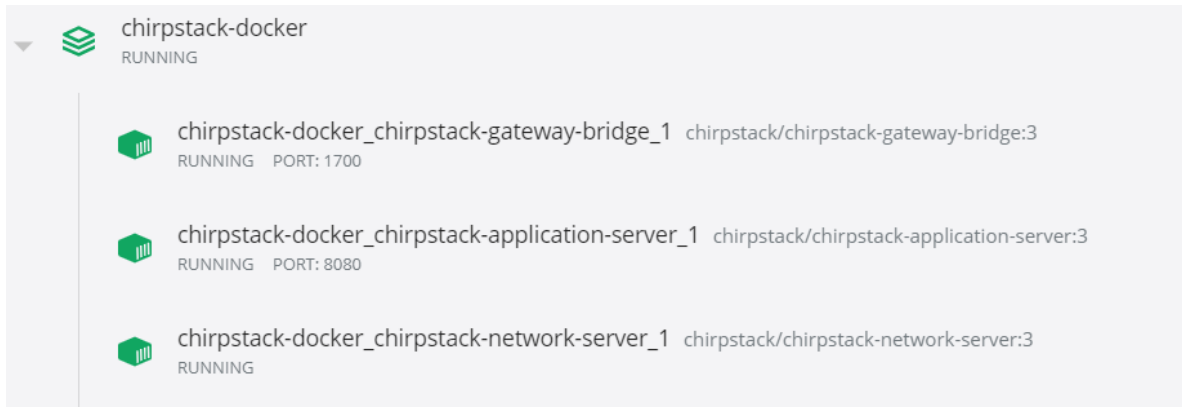 chirpstack-docker
RUNNING
chirpstack-docker_chirpstack-gateway-bridge_1 chirpstack/chirpstack-gateway-bridge:3
RUNNING PORT: 1700
chirpstack-docker_chirpstack-application-server_1 chirpstack/chirpstack-application-server:3
RUNNING PORT: 8080
chirpstack-docker_chirpstack-network-server_1 chirpstack/chirpstack-network-server:3
RUNNING